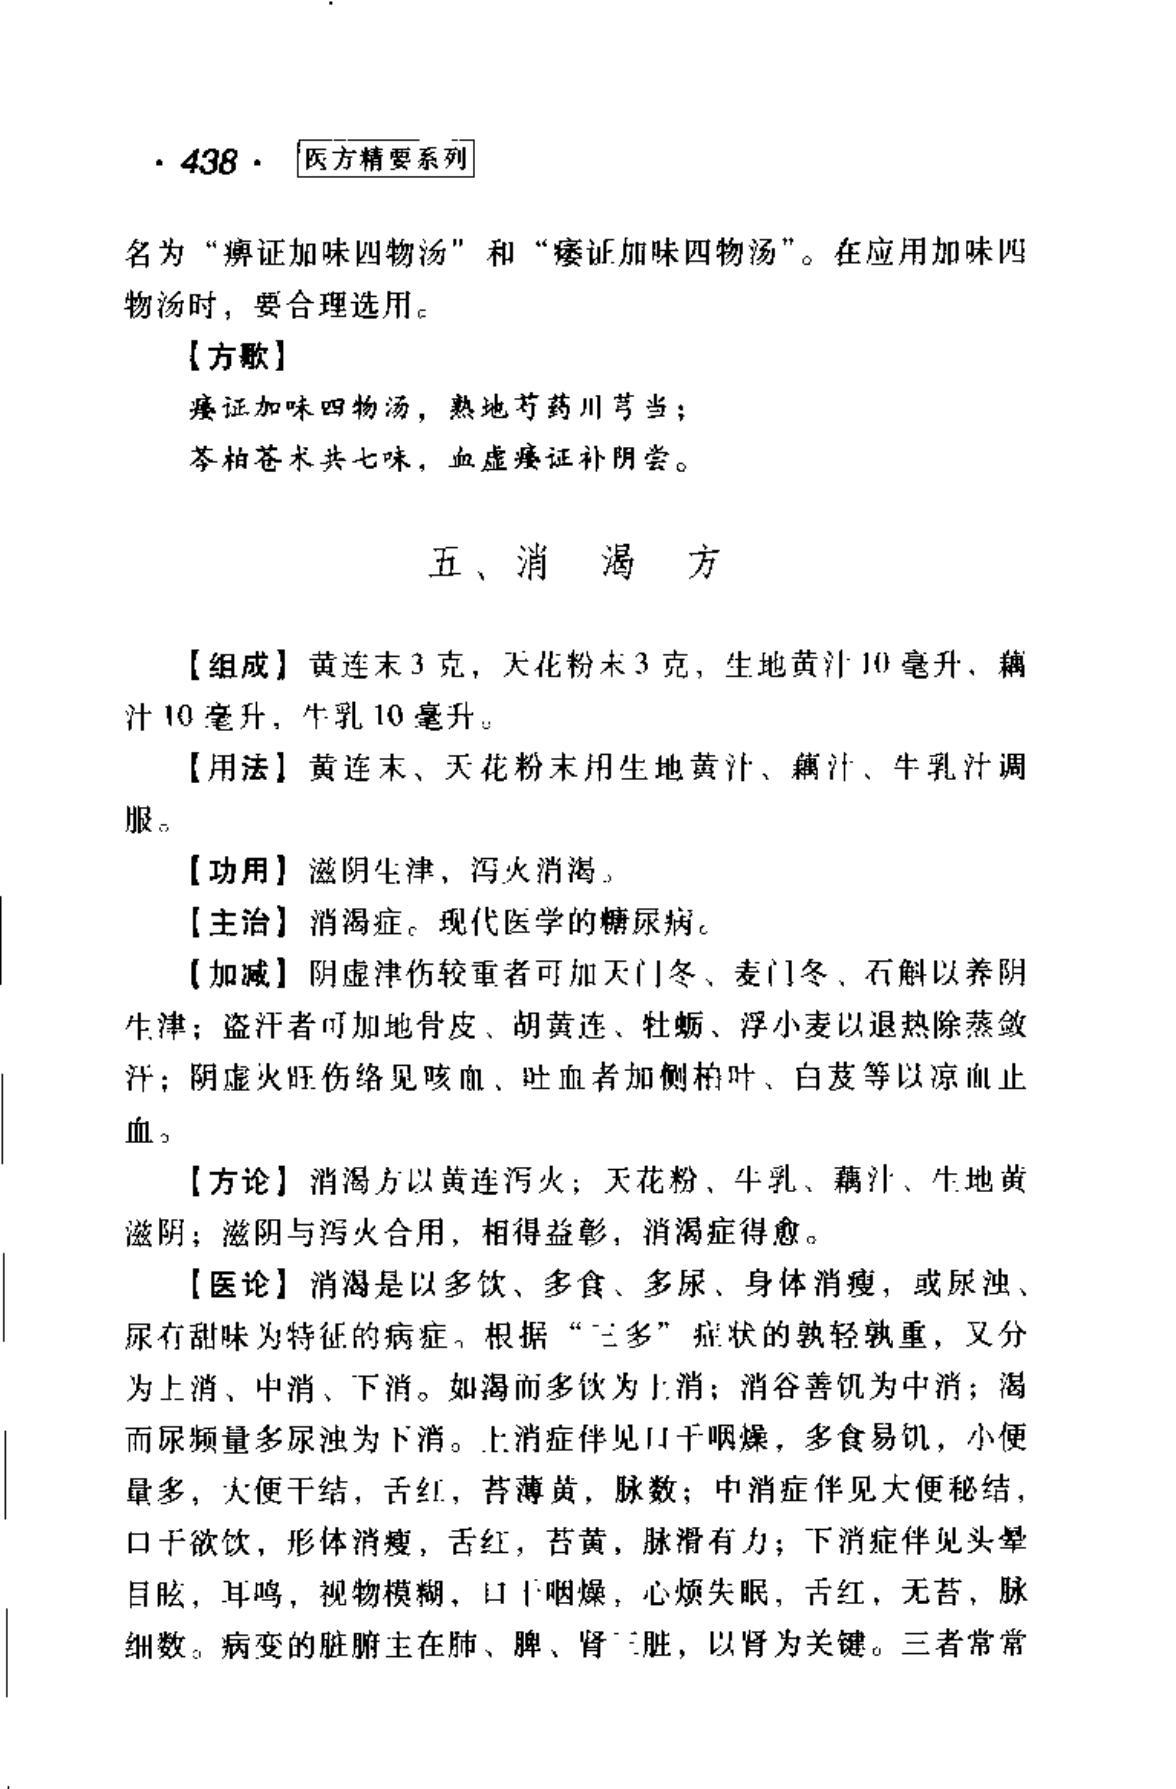 ·438· 医方精要系列
名为“痹证加味四物汤”和“痿证加味四物汤”。在应用加味四
物汤时，要合理选用。
【方歌】
痿证加味四物汤，熟地芍药川芎当；
芩柏苍术共七味，血虚痿证补阴尝。
五、消渴方
【组成】黄连末3克，天花粉末3克，生地黄汁10毫升、藕
汁10毫升，牛乳10毫升。
【用法】黄连末、天花粉末用生地黄汁、藕汁、牛乳汁调
服。
【功用】滋阴生津，泻火消渴。
【主治】消渴症。现代医学的糖尿病。
【加减】阴虚津伤较重者可加天门冬、麦门冬、石斛以养阴
生津；盗汗者可加地骨皮、胡黄连、牡蛎、浮小麦以退热除蒸敛
汗；阴虚火旺伤络见咳血、吐血者加侧柏叶、白芨等以凉血止
血。
【方论】消渴方以黄连泻火；天花粉、牛乳、藕汁、生地黄
滋阴；滋阴与泻火合用，相得益彰，消渴症得愈。
【医论】消渴是以多饮、多食、多尿、身体消瘦，或尿浊、
尿有甜味为特征的病症。根据“三多”症状的孰轻孰重，又分
为上消、中消、下消。如渴而多饮为上消；消谷善饥为中消；渴
而尿频量多尿浊为下消。上消症伴见口干咽燥，多食易饥，小便
量多，大便干结，舌红，苔薄黄，脉数；中消症伴见大便秘结，
口干欲饮，形体消瘦，舌红，苔黄，脉滑有力；下消症伴见头晕
目眩，耳鸣，视物模糊，口干咽燥，心烦失眠，舌红，无苔，脉
细数。病变的脏腑主在肺、脾、肾三脏，以肾为关键。三者常常